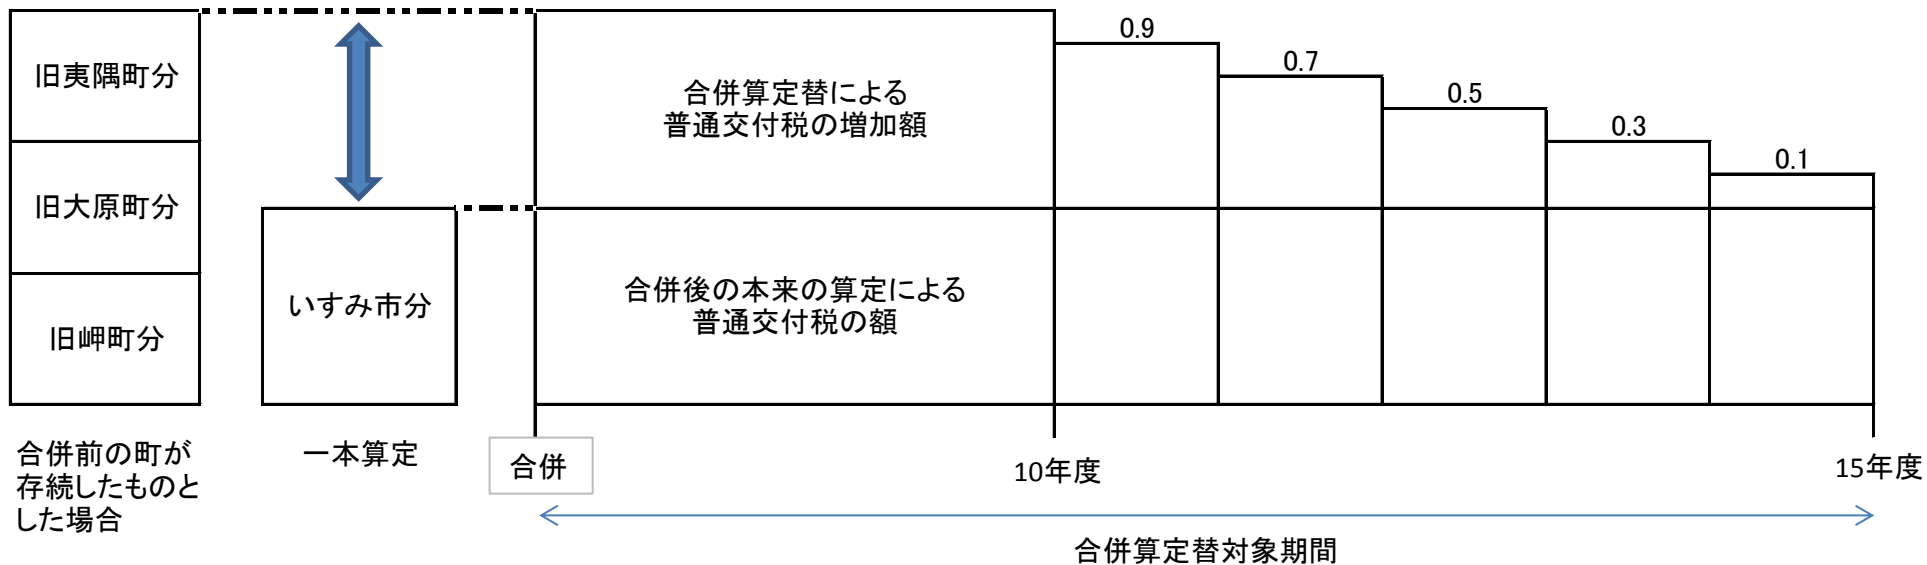 旧夷隅町分
旧大原町分
旧岬町分
合併前の町が
存続したものと
した場合
いすみ市分
一本算定
合併算定替による
普通交付税の増加額
合併後の本来の算定による
普通交付税の額
0.9
0.7
0.5
0.3
0.1
合併
10年度
15年度
合併算定替対象期間